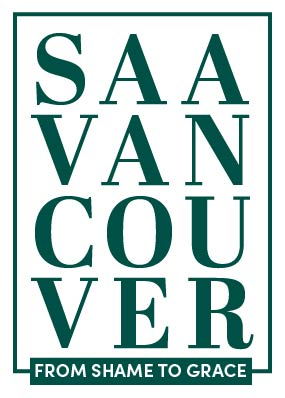 SAA
VAN
COU
VER
FROM SHAME TO GRACE